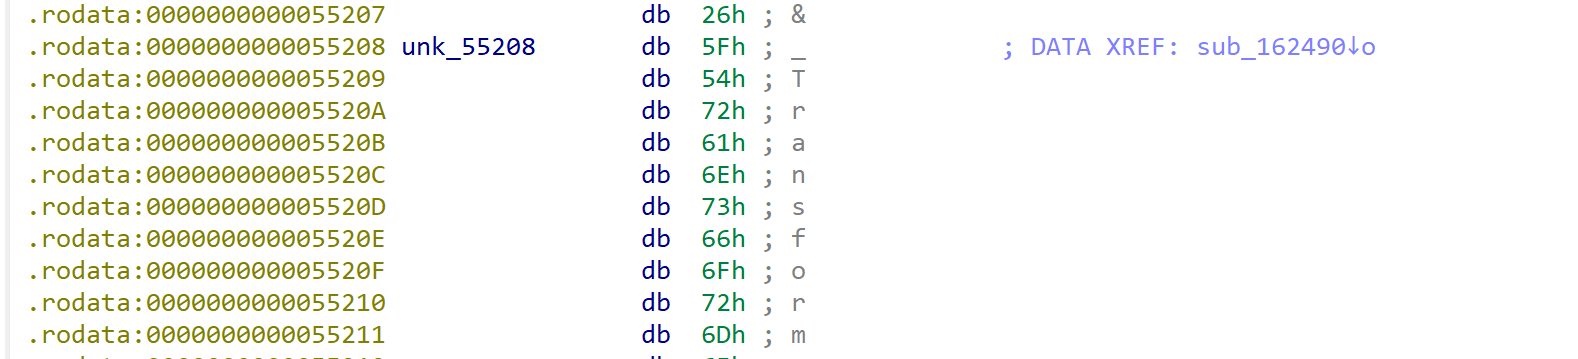 .rodata:0000000000055207 db 26h ; &
.rodata:0000000000055208 unk_55208 db 5Fh ; _ ; DATA XREF: sub_162490↓o
.rodata:0000000000055209 db 54h ; T
.rodata:000000000005520A db 72h ; r
.rodata:000000000005520B db 61h ; a
.rodata:000000000005520C db 6Eh ; n
.rodata:000000000005520D db 73h ; s
.rodata:000000000005520E db 66h ; f
.rodata:000000000005520F db 6Fh ; o
.rodata:0000000000055210 db 72h ; r
.rodata:0000000000055211 db 6Dh ; m